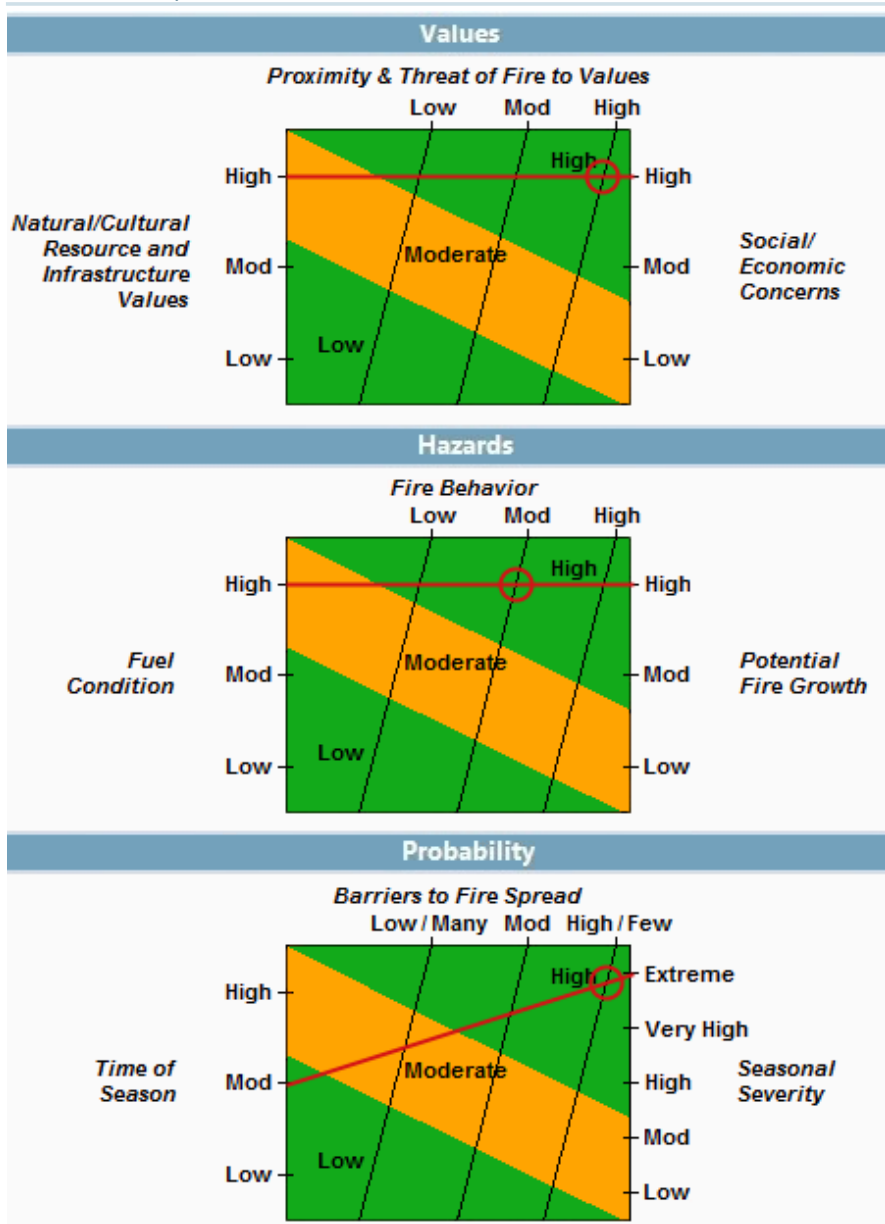 Values
Proximity & Threat of Fire to Values
Low Mod High
High
High High
Natural/Cultural
Resource and
Infrastructure
Values
Moderate
Mod Mod
Social/
Economic
Concerns
Low
Low Low
Hazards
Fire Behavior
Low Mod High
High
High High
Fuel
Condition
Moderate
Mod Mod
Potential
Fire Growth
Low
Low Low
Probability
Barriers to Fire Spread
Low / Many Mod High / Few
High Extreme
High
Very High
Time of
Season
Moderate
Mod High
Seasonal
Severity
Mod
Low
Low Low